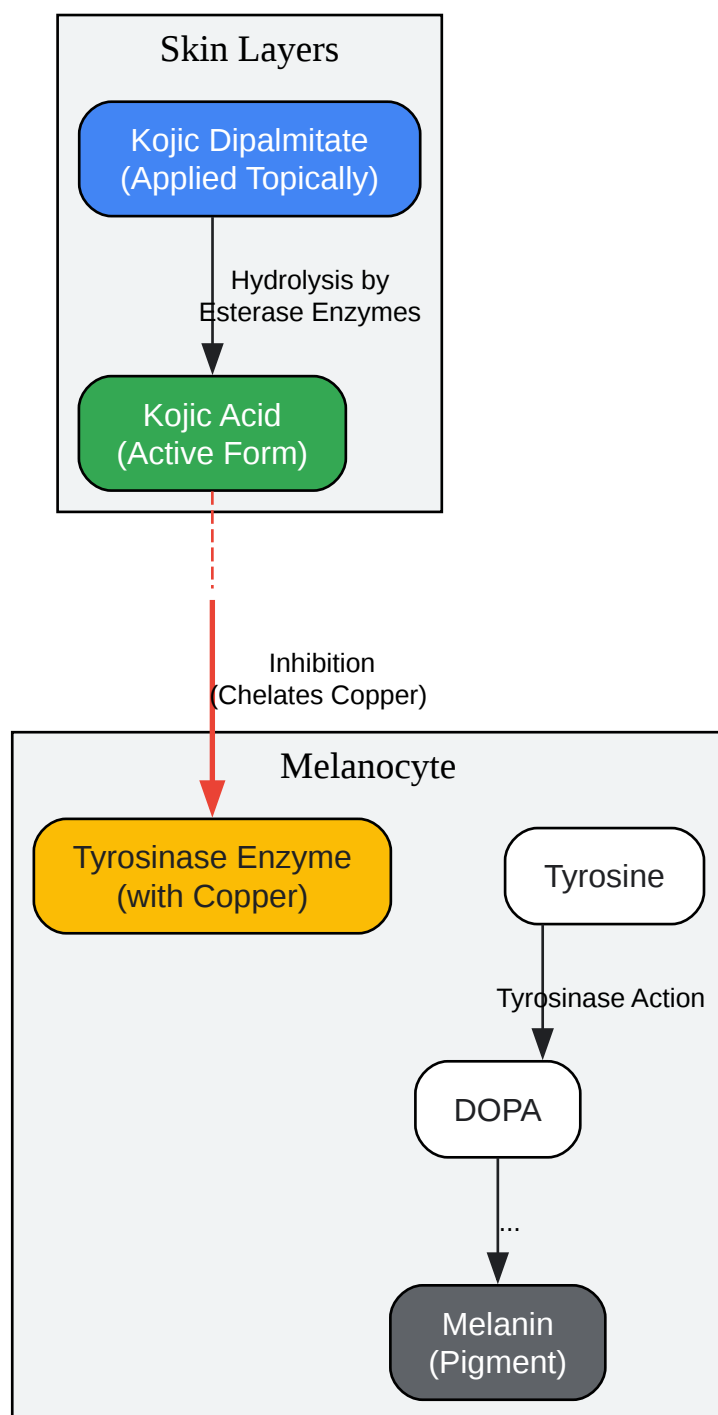 Skin Layers
Kojic Dipalmitate
(Applied Topically)
Hydrolysis by
Esterase Enzymes
Kojic Acid
(Active Form)
Inhibition
(Chelates Copper)
Melanocyte
Tyrosinase Enzyme
(with Copper)
Tyrosine
Tyrosinase Action
DOPA
...
Melanin
(Pigment)